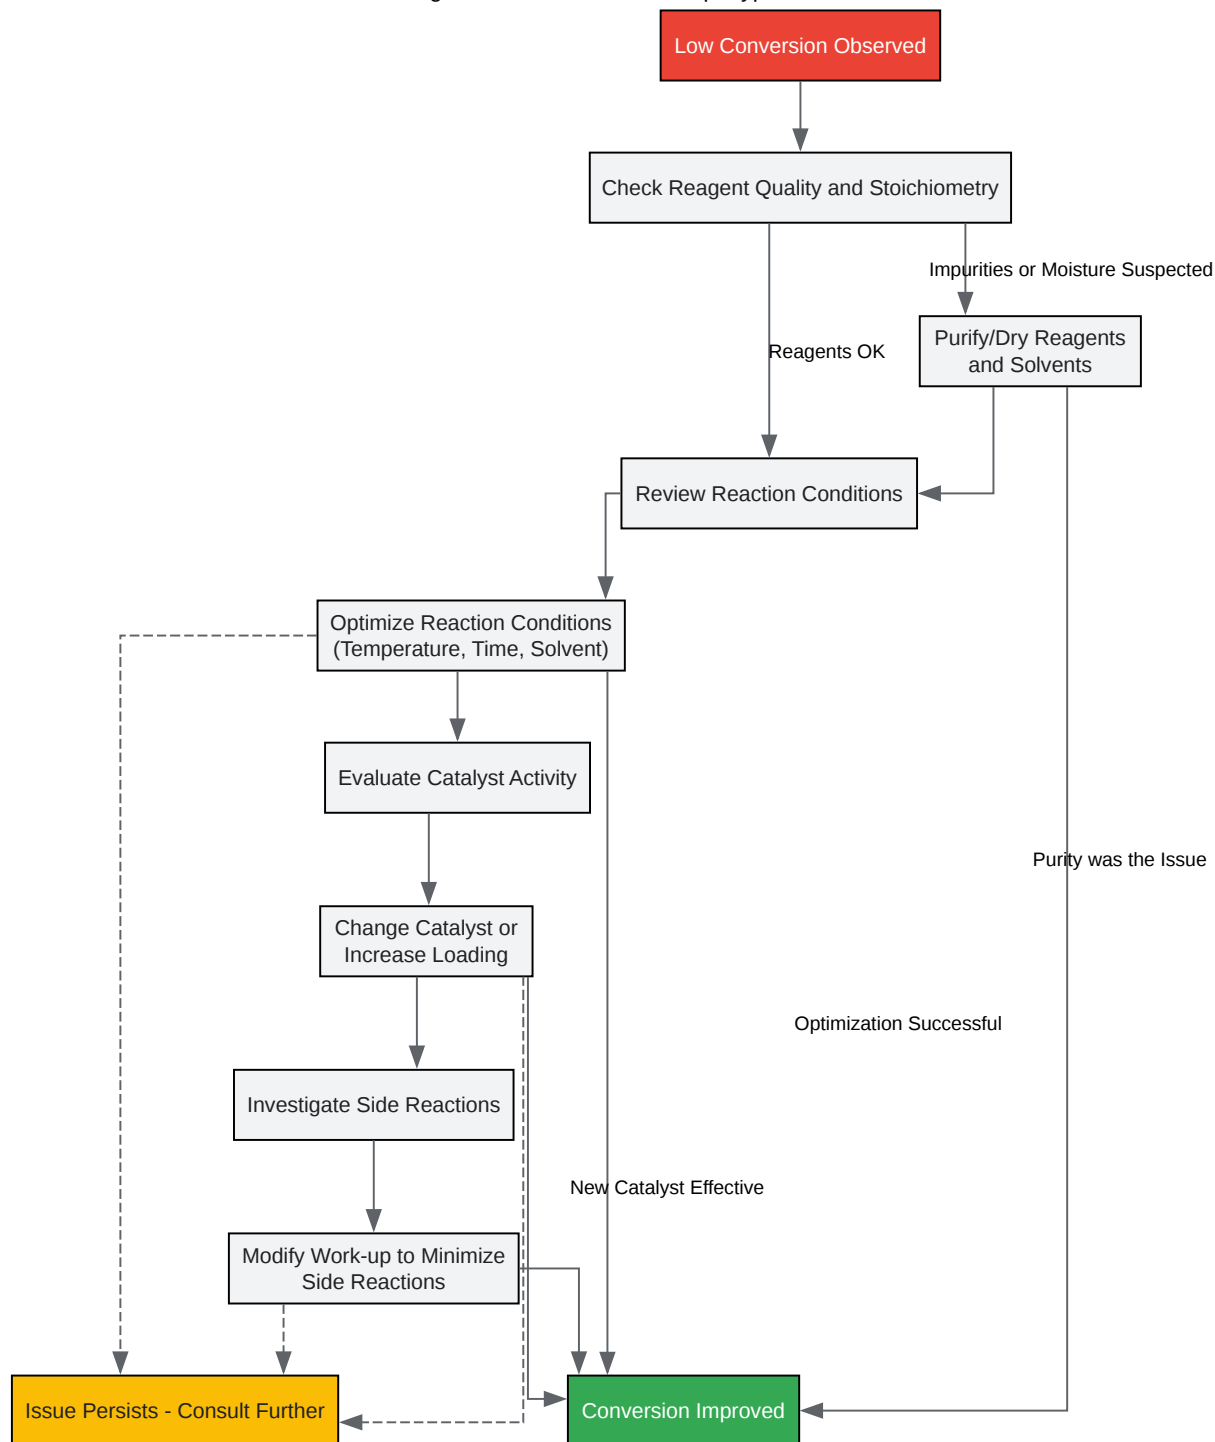 Low Conversion Observed
Check Reagent Quality and Stoichiometry
Impurities or Moisture Suspected
Purify/Dry Reagents
and Solvents
Reagents OK
Review Reaction Conditions
Optimize Reaction Conditions
(Temperature, Time, Solvent)
Evaluate Catalyst Activity
Purity was the Issue
Change Catalyst or
Increase Loading
Optimization Successful
Investigate Side Reactions
New Catalyst Effective
Modify Work-up to Minimize
Side Reactions
Issue Persists - Consult Further
Conversion Improved